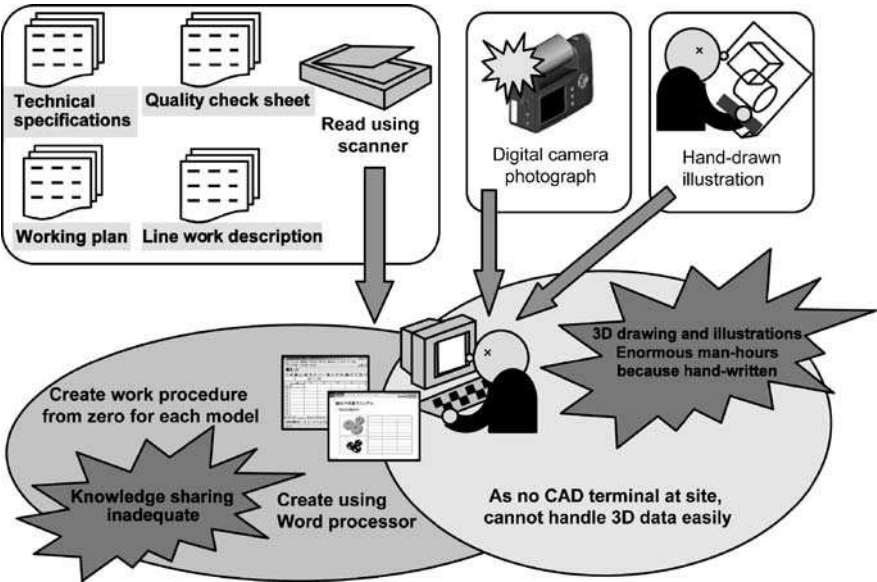 Technical
specifications
Quality check sheet
Read using
scanner
Working plan
Line work description
Digital camera
photograph
Hand-drawn
illustration
3D drawing and illustrations
Enormous man-hours
because hand-written
Create work procedure
from zero for each model
Knowledge sharing
inadequate
Create using
Word processor
As no CAD terminal at site,
cannot handle 3D data easily